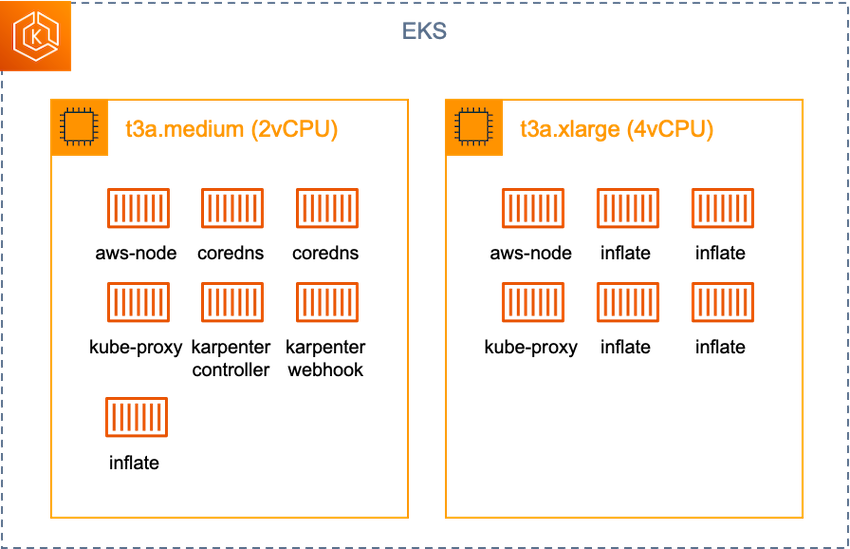 K
EKS
t3a.medium (2vCPU)
aws-node
coredns
coredns
kube-proxy
karpenter
controller
karpenter
webhook
inflate
t3a.xlarge (4vCPU)
aws-node
inflate
inflate
kube-proxy
inflate
inflate